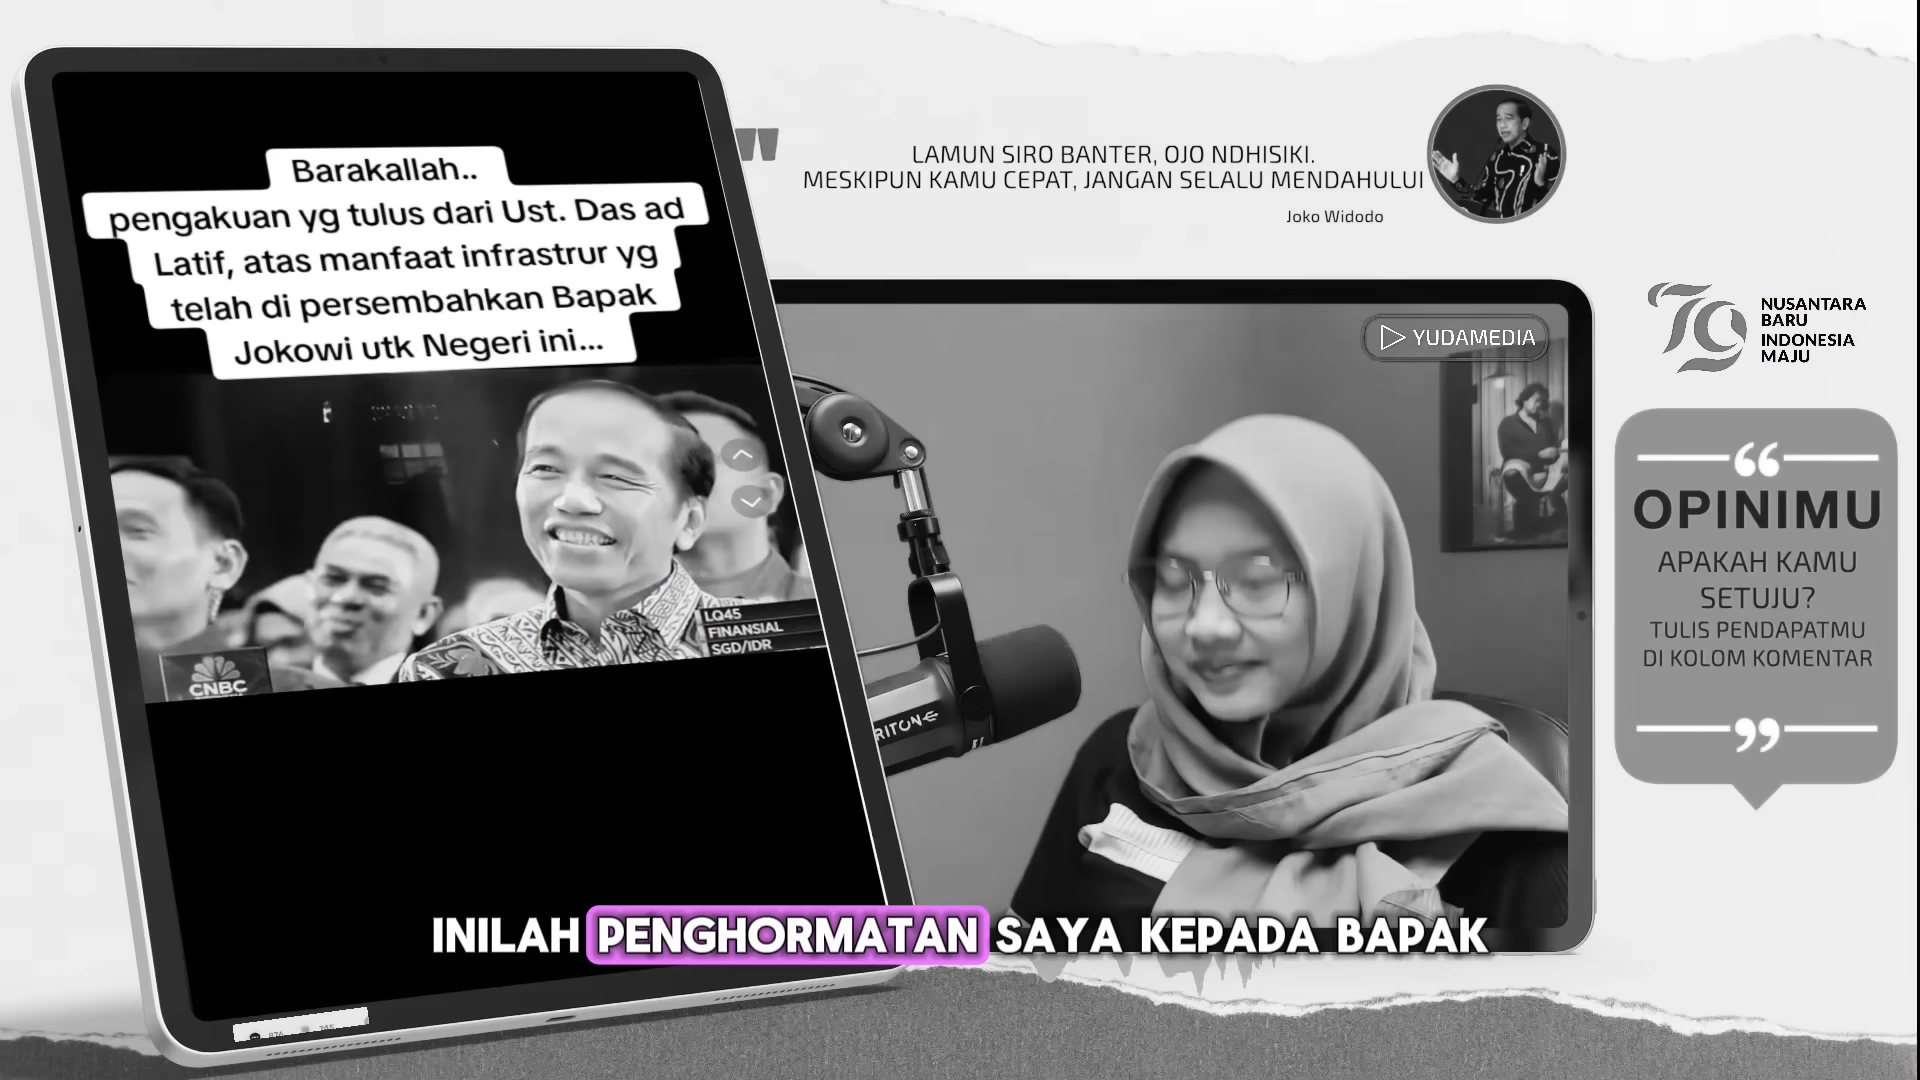 Barakallah..
pengakuan yg tulus dari Ust. Das ad
Latif, atas manfaat infrastrur yg
telah di persembahkan Bapak
Jokowi utk Negeri ini...
LQ45
FINANSIAL
SGD/IDR
CNBC
LAMUN SIRO BANTER, OJO NDHISIKI.
MESKIPUN KAMU CEPAT, JANGAN SELALU MENDAHULUI
Joko Widodo
YUDAMEDIA
79
NUSANTARA
BARU
INDONESIA
MAJU
OPINIMU
APAKAH KAMU
SETUJU?
TULIS PENDAPATMU
DI KOLOM KOMENTAR
INILAH PENGHORMATAN SAYA KEPADA BAPAK